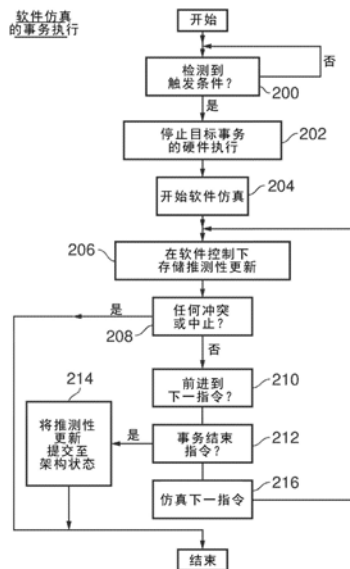 软件仿真
的事务执行
开始
检测到
触发条件?
否
200
是
停止目标事务
的硬件执行
202
开始软件仿真
204
206
在软件控制下
存储推测性更新
是
任何冲突
或中止?
208
否
214
前进到
下一指令?
210
将推测性
更新
提交至
架构状态
是
事务结束
指令?
212
仿真下一指令
216
结束